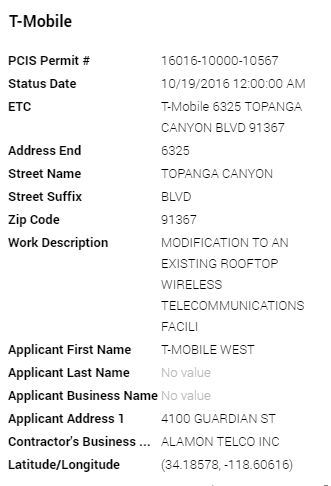 T-Mobile
PCIS Permit # 16016-10000-10567
Status Date 10/19/2016 12:00:00 AM
ETC T-Mobile 6325 TOPANGA
CANYON BLVD 91367
Address End 6325
Street Name TOPANGA CANYON
Street Suffix BLVD
Zip Code 91367
Work Description MODIFICATION TO AN
EXISTING ROOFTOP
WIRELESS
TELECOMMUNICATIONS
FACILI
Applicant First Name T-MOBILE WEST
Applicant Last Name No value
Applicant Business Name No value
Applicant Address 1 4100 GUARDIAN ST
Contractor's Business ... ALAMON TELCO INC
Latitude/Longitude (34.18578, -118.60616)